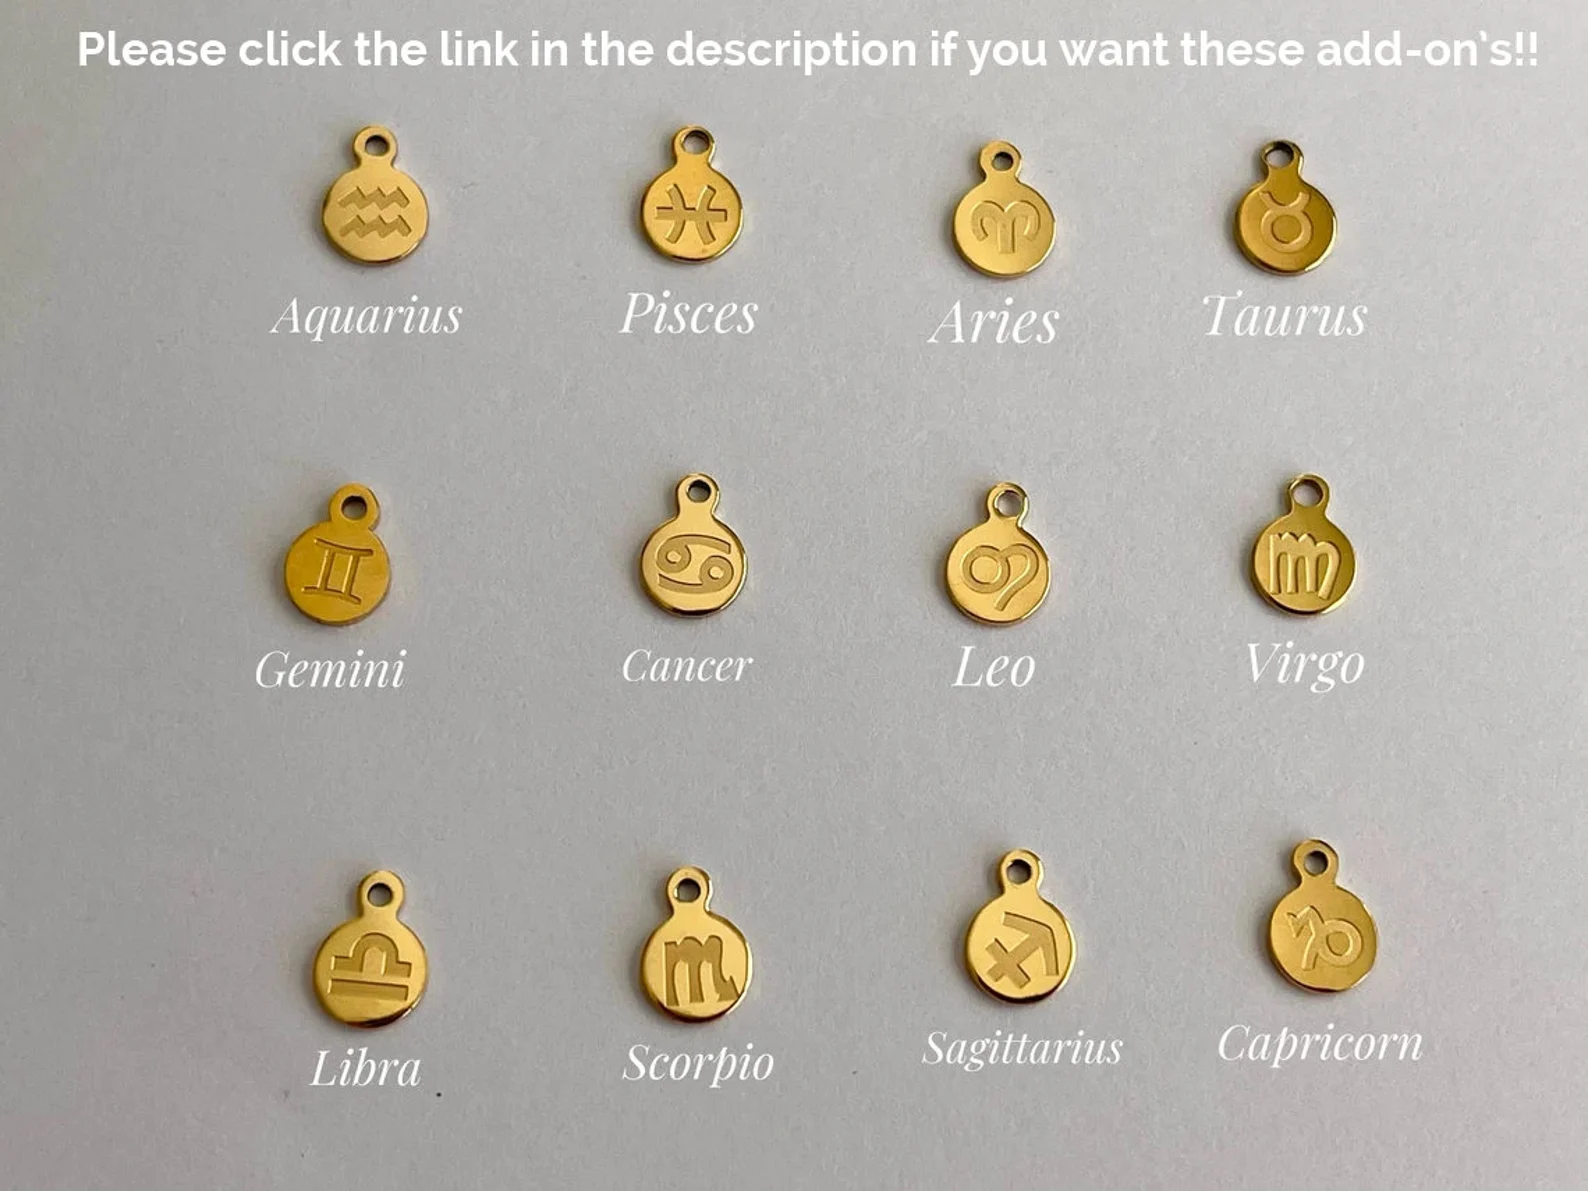 Please click the link in the description if you want these add-on's!!
Aquarius Pisces Aries Taurus
Gemini Cancer Leo Virgo
Libra Scorpio Sagittarius Capricorn